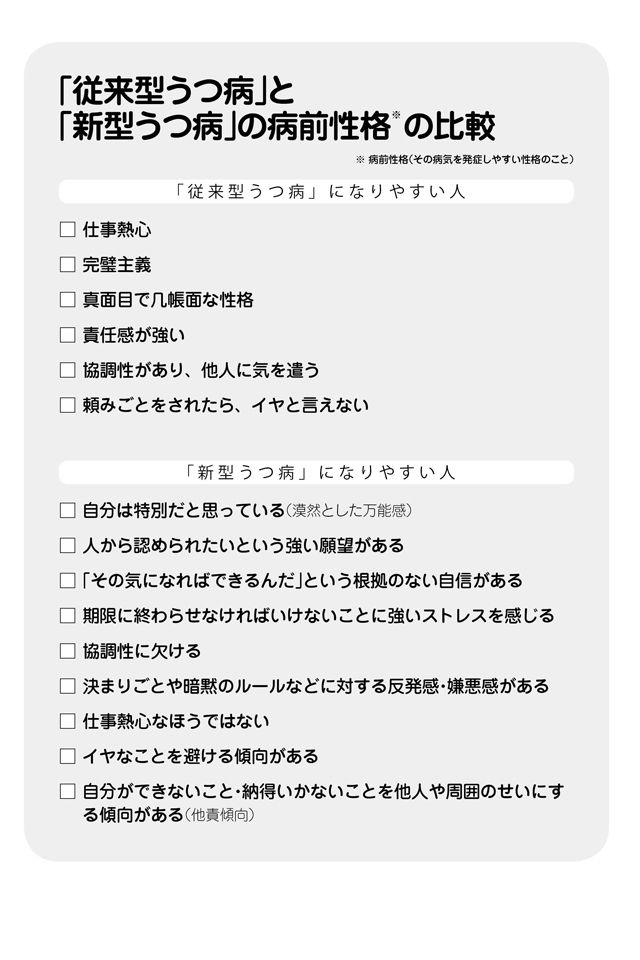 「従来型うつ病」と
「新型うつ病」の病前性格※の比較
※ 病前性格(その病気を発症しやすい性格のこと)
「従来型うつ病」になりやすい人
□ 仕事熱心
□ 完璧主義
□ 真面目で几帳面な性格
□ 責任感が強い
□ 協調性があり、他人に気を遣う
□ 頼みごとをされたら、イヤと言えない
「新型うつ病」になりやすい人
□ 自分は特別だと思っている(漠然とした万能感)
□ 人から認められたいという強い願望がある
□ 「その気になればできるんだ」という根拠のない自信がある
□ 期限に終わらせなければいけないことに強いストレスを感じる
□ 協調性に欠ける
□ 決まりごとや暗黙のルールなどに対する反発感・嫌悪感がある
□ 仕事熱心なほうではない
□ イヤなことを避ける傾向がある
□ 自分ができないこと・納得いかないことを他人や周囲のせいにす
る傾向がある(他責傾向)